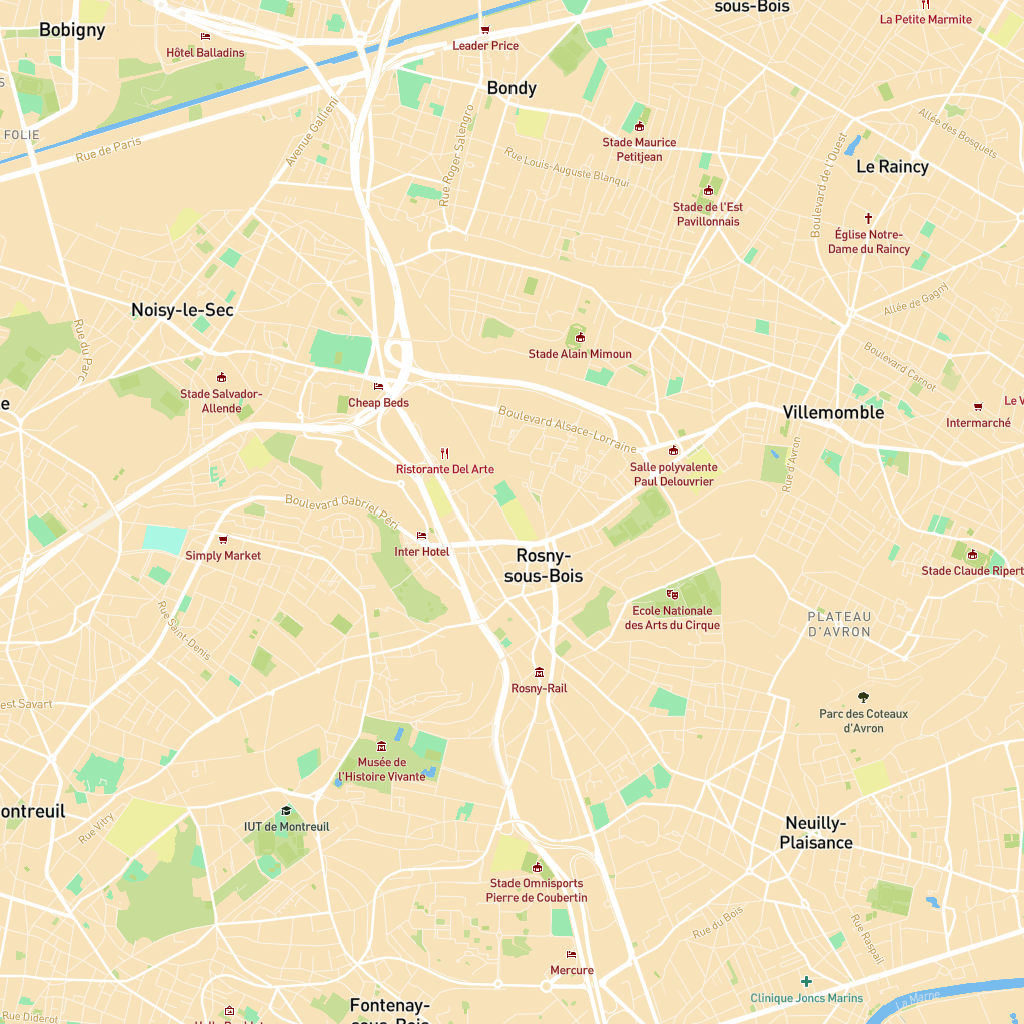 sous-Bois
La Petite Marmite
Bobigny
Hôtel Balladins
Leader Price
Bondy
Avenue Gallieni
FOLIE
Rue de Paris
Rue Roger Salengro
Stade Maurice
Petitjean
Allée des Bosquets
Rue Louis-Auguste Blanqui
Boulevard de l'Ouest
Le Raincy
Stade de l'Est
Pavillonnais
Église Notre-
Dame du Raincy
Noisy-le-Sec
Allée de Gagny
Rue du Parc
Stade Alain Mimoun
Boulevard Carnot
Stade Salvador-
Allende
Cheap Beds
Villemomble
Intermarché
Boulevard Alsace-Lorraine
Ristorante Del Arte
Salle polyvalente
Paul Delouvrier
Rue d'Avron
Boulevard Gabriel Péri
Inter Hotel
Simply Market
Rosny-
sous-Bois
Stade Claude Ripert
Ecole Nationale
des Arts du Cirque
PLATEAU
D'AVRON
Rue Saint-Denis
Rosny-Rail
est Savart
Parc des Coteaux
d'Avron
Musée de
l'Histoire Vivante
ontreuil
Rue Vitry
IUT de Montreuil
Neuilly-
Plaisance
Stade Omnisports
Pierre de Coubertin
Rue du Bois
Rue Raspail
Mercure
Clinique Joncs Marins
La Marne
Fontenay-
sous-Bois
Rue Diderot